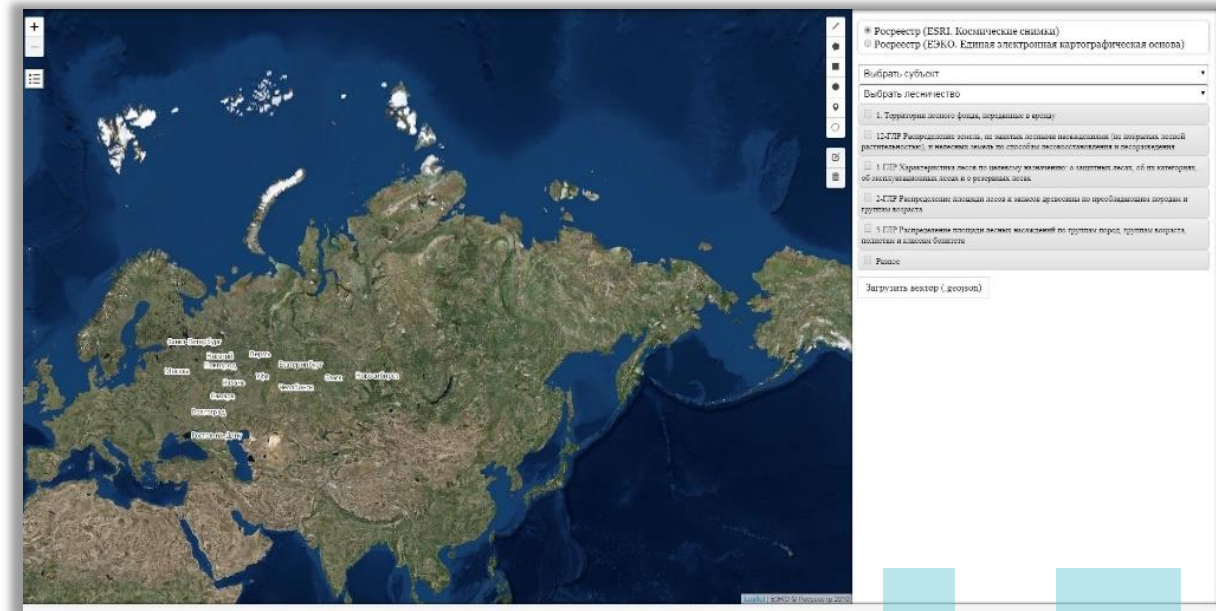 +
−
Росреестр (ESRI. Космические снимки)
Росреестр (ЕЭКО. Единая электронная картографическая основа)
Выбрать субъект
Выбрать лесничество
1. Территории лесного фонда, переданные в аренду
12-ГЛР Распределение земель, не занятых лесными насаждениями (не покрытых лесной
растительностью), и нелесных земель по способам лесовосстановления и лесоразведения
1-ГЛР Характеристика лесов по целевому назначению: о защитных лесах, об их категориях,
об эксплуатационных лесах и о резервных лесах
2-ГЛР Распределение площади лесов и запасов древесины по преобладающим породам и
группам возраста
5-ГЛР Распределение площади лесных насаждений по группам пород, группам возраста,
полнотам и классам бонитета
Разное
Загрузить вектор (.geojson)
Санкт-Петербург
Нижний
Новгород
Пермь
Екатеринбург
Москва
Казань
Уфа
Челябинск
Омск
Новосибирск
Самара
Волгоград
Ростов-на-Дону
Leaflet | ЕЭКО © Росреестр 2010